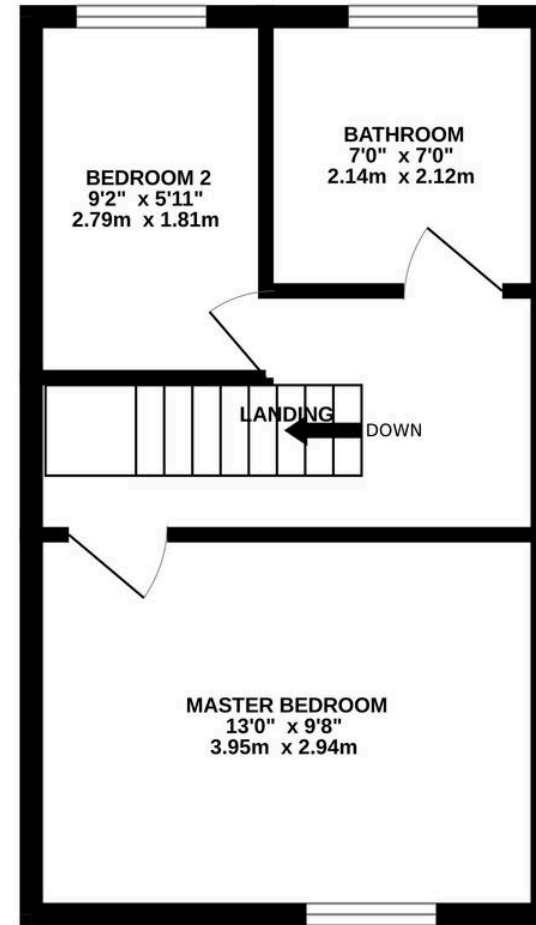 BATHROOM
7'0" x 7'0"
2.14m x 2.12m
BEDROOM 2
9'2" x 5'11"
2.79m x 1.81m
LANDING
DOWN
MASTER BEDROOM
13'0" x 9'8"
3.95m x 2.94m